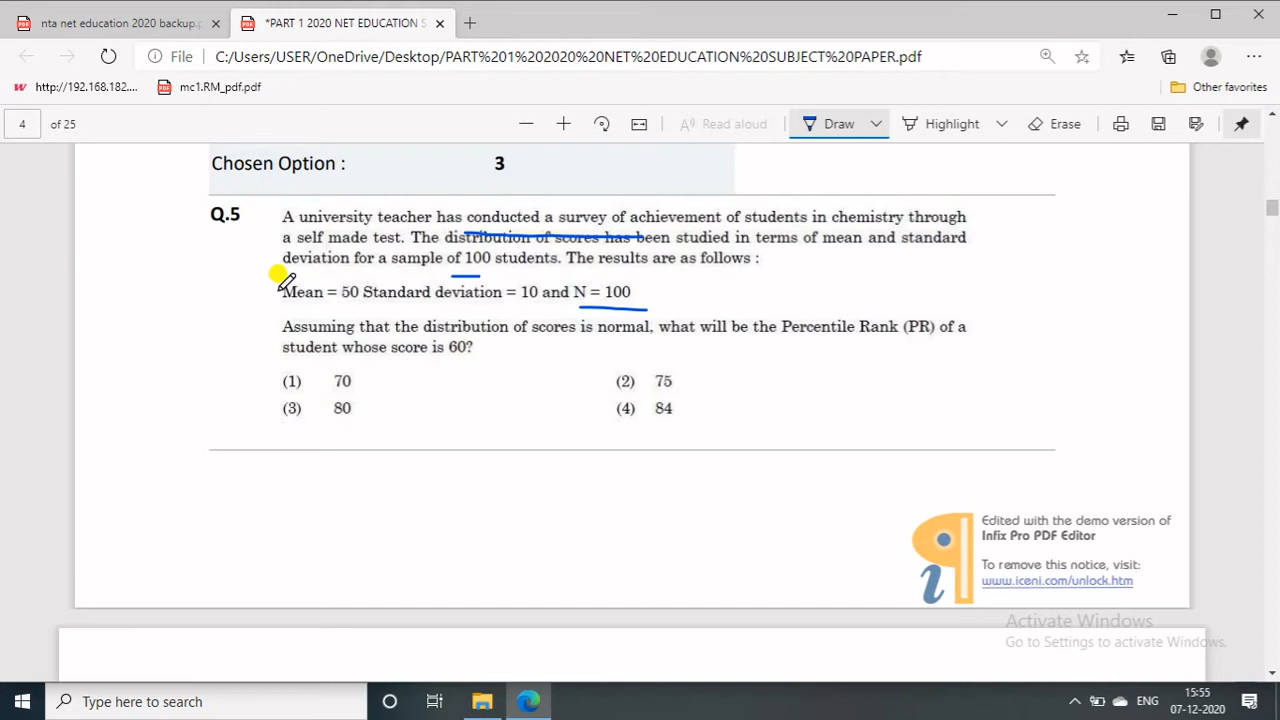 nta net education 2020 backup.p
*PART 1 2020 NET EDUCATION S
File C:/Users/USER/OneDrive/Desktop/PART%201%202020%20NET%20EDUCATION%20SUBJECT%20PAPER.pdf
http://192.168.182.... mc1.RM_pdf.pdf Other favorites
4 of 25 Read aloud Draw Highlight Erase
Chosen Option : 3
Q.5 A university teacher has conducted a survey of achievement of students in chemistry through
a self made test. The distribution of scores has been studied in terms of mean and standard
deviation for a sample of 100 students. The results are as follows :
Mean = 50 Standard deviation = 10 and N = 100
Assuming that the distribution of scores is normal, what will be the Percentile Rank (PR) of a
student whose score is 60?
(1) 70 (2) 75
(3) 80 (4) 84
Edited with the demo version of
Infix Pro PDF Editor
To remove this notice, visit:
www.iceni.com/unlock.htm
Activate Windows
Go to Settings to activate Windows.
Type here to search
ENG
15:55
07-12-2020